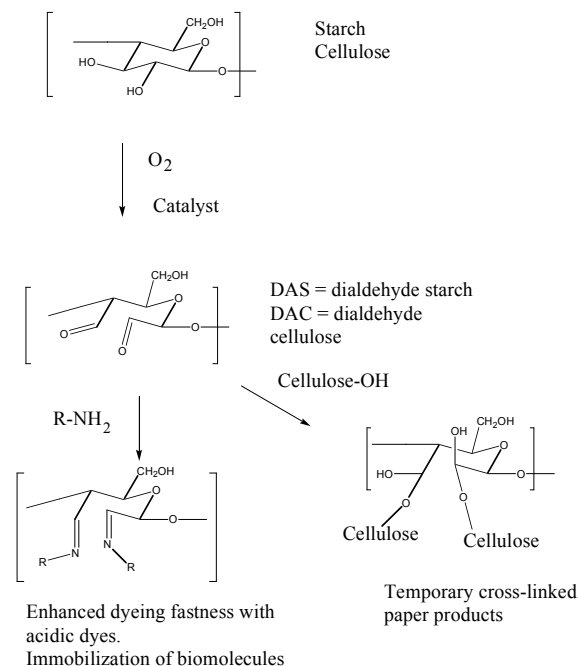 CH2OH
O
HO
HO
O
Starch
Cellulose
O2
Catalyst
CH2OH
O
O
O
O
DAS = dialdehyde starch
DAC = dialdehyde
cellulose
Cellulose-OH
R-NH2
CH2OH
O
O
N
N
R
R
OH
CH2OH
O
HO
O
O
O
Cellulose
Cellulose
Enhanced dyeing fastness with
acidic dyes.
Immobilization of biomolecules
Temporary cross-linked
paper products